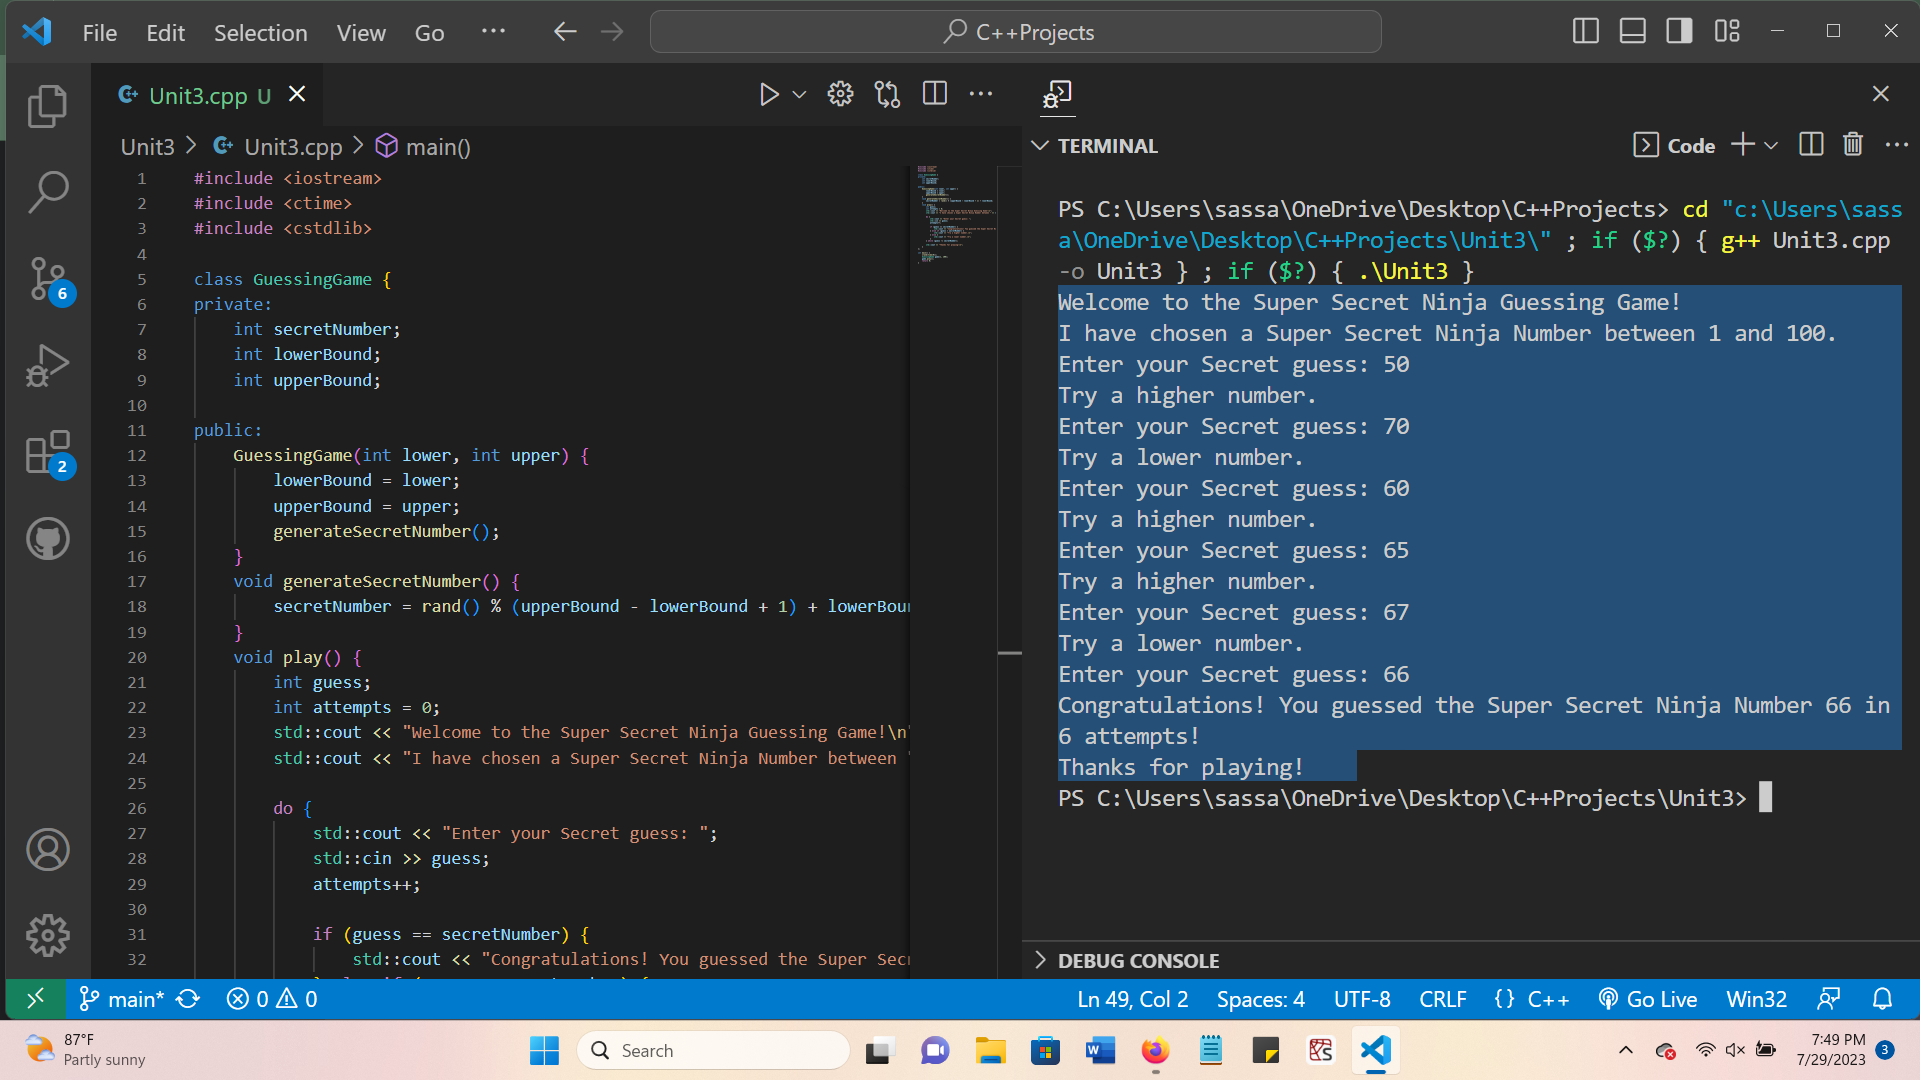 File Edit Selection View Go ... C++Projects
Unit3.cpp U
Unit3 > Unit3.cpp > main()
1 #include <iostream>
2 #include <ctime>
3 #include <cstdlib>
4
5 class GuessingGame {
6 private:
7 int secretNumber;
8 int lowerBound;
9 int upperBound;
10
11 public:
12 GuessingGame(int lower, int upper) {
13 lowerBound = lower;
14 upperBound = upper;
15 generateSecretNumber();
16 }
17 void generateSecretNumber() {
18 secretNumber = rand() % (upperBound - lowerBound + 1) + lowerBoun
19 }
20 void play() {
21 int guess;
22 int attempts = 0;
23 std::cout << "Welcome to the Super Secret Ninja Guessing Game!\n"
24 std::cout << "I have chosen a Super Secret Ninja Number between "
25
26 do {
27 std::cout << "Enter your Secret guess: ";
28 std::cin >> guess;
29 attempts++;
30
31 if (guess == secretNumber) {
32 std::cout << "Congratulations! You guessed the Super Secr
TERMINAL
Code
PS C:\Users\sassa\OneDrive\Desktop\C++Projects> cd "c:\Users\sass
a\OneDrive\Desktop\C++Projects\Unit3\" ; if ($?) { g++ Unit3.cpp
-o Unit3 } ; if ($?) { .\Unit3 }
Welcome to the Super Secret Ninja Guessing Game!
I have chosen a Super Secret Ninja Number between 1 and 100.
Enter your Secret guess: 50
Try a higher number.
Enter your Secret guess: 70
Try a lower number.
Enter your Secret guess: 60
Try a higher number.
Enter your Secret guess: 65
Try a higher number.
Enter your Secret guess: 67
Try a lower number.
Enter your Secret guess: 66
Congratulations! You guessed the Super Secret Ninja Number 66 in
6 attempts!
Thanks for playing!
PS C:\Users\sassa\OneDrive\Desktop\C++Projects\Unit3>
DEBUG CONSOLE
6
2
main* 0 0 Ln 49, Col 2 Spaces: 4 UTF-8 CRLF {} C++ Go Live Win32
87°F
Partly sunny
Search
7:49 PM
7/29/2023
3